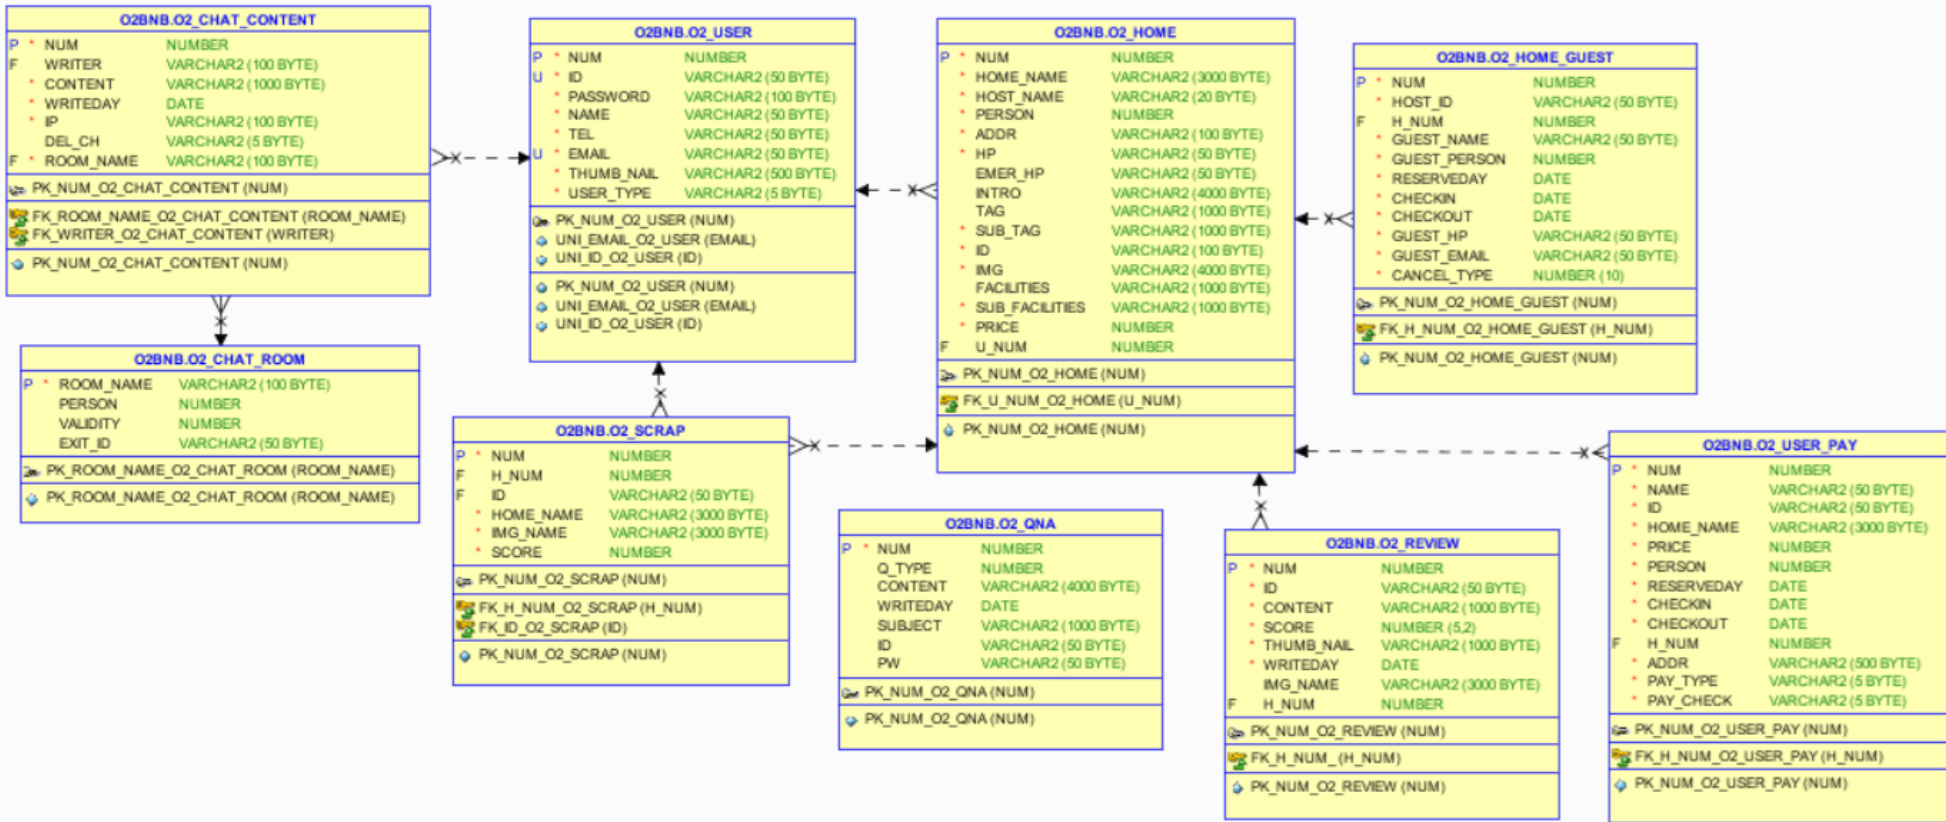 O2BNB.O2_CHAT_CONTENT
P * NUM NUMBER
F WRITER VARCHAR2 (100 BYTE)
* CONTENT VARCHAR2 (1000 BYTE)
* WRITEDAY DATE
* IP VARCHAR2 (100 BYTE)
DEL_CH VARCHAR2 (5 BYTE)
F * ROOM_NAME VARCHAR2 (100 BYTE)
PK_NUM_O2_CHAT_CONTENT (NUM)
FK_ROOM_NAME_O2_CHAT_CONTENT (ROOM_NAME)
FK_WRITER_O2_CHAT_CONTENT (WRITER)
PK_NUM_O2_CHAT_CONTENT (NUM)
O2BNB.O2_CHAT_ROOM
P * ROOM_NAME VARCHAR2 (100 BYTE)
PERSON NUMBER
VALIDITY NUMBER
EXIT_ID VARCHAR2 (50 BYTE)
PK_ROOM_NAME_O2_CHAT_ROOM (ROOM_NAME)
PK_ROOM_NAME_O2_CHAT_ROOM (ROOM_NAME)
O2BNB.O2_USER
P * NUM NUMBER
U * ID VARCHAR2 (50 BYTE)
* PASSWORD VARCHAR2 (100 BYTE)
* NAME VARCHAR2 (50 BYTE)
* TEL VARCHAR2 (50 BYTE)
U * EMAIL VARCHAR2 (50 BYTE)
* THUMB_NAIL VARCHAR2 (500 BYTE)
* USER_TYPE VARCHAR2 (5 BYTE)
PK_NUM_O2_USER (NUM)
UNI_EMAIL_O2_USER (EMAIL)
UNI_ID_O2_USER (ID)
PK_NUM_O2_USER (NUM)
UNI_EMAIL_O2_USER (EMAIL)
UNI_ID_O2_USER (ID)
O2BNB.O2_SCRAP
P * NUM NUMBER
F H_NUM NUMBER
F ID VARCHAR2 (50 BYTE)
* HOME_NAME VARCHAR2 (3000 BYTE)
* IMG_NAME VARCHAR2 (3000 BYTE)
* SCORE NUMBER
PK_NUM_O2_SCRAP (NUM)
FK_H_NUM_O2_SCRAP (H_NUM)
FK_ID_O2_SCRAP (ID)
PK_NUM_O2_SCRAP (NUM)
O2BNB.O2_HOME
P * NUM NUMBER
* HOME_NAME VARCHAR2 (3000 BYTE)
* HOST_NAME VARCHAR2 (20 BYTE)
* PERSON NUMBER
* ADDR VARCHAR2 (100 BYTE)
* HP VARCHAR2 (50 BYTE)
EMER_HP VARCHAR2 (50 BYTE)
INTRO VARCHAR2 (4000 BYTE)
TAG VARCHAR2 (1000 BYTE)
* SUB_TAG VARCHAR2 (1000 BYTE)
* ID VARCHAR2 (100 BYTE)
* IMG VARCHAR2 (4000 BYTE)
FACILITIES VARCHAR2 (1000 BYTE)
* SUB_FACILITIES VARCHAR2 (1000 BYTE)
* PRICE NUMBER
F U_NUM NUMBER
PK_NUM_O2_HOME (NUM)
FK_U_NUM_O2_HOME (U_NUM)
PK_NUM_O2_HOME (NUM)
O2BNB.O2_QNA
P * NUM NUMBER
Q_TYPE NUMBER
CONTENT VARCHAR2 (4000 BYTE)
WRITEDAY DATE
SUBJECT VARCHAR2 (1000 BYTE)
ID VARCHAR2 (50 BYTE)
PW VARCHAR2 (50 BYTE)
PK_NUM_O2_QNA (NUM)
PK_NUM_O2_QNA (NUM)
O2BNB.O2_HOME_GUEST
P * NUM NUMBER
* HOST_ID VARCHAR2 (50 BYTE)
F H_NUM NUMBER
* GUEST_NAME VARCHAR2 (50 BYTE)
* GUEST_PERSON NUMBER
* RESERVEDAY DATE
* CHECKIN DATE
* CHECKOUT DATE
* GUEST_HP VARCHAR2 (50 BYTE)
* GUEST_EMAIL VARCHAR2 (50 BYTE)
* CANCEL_TYPE NUMBER (10)
PK_NUM_O2_HOME_GUEST (NUM)
FK_H_NUM_O2_HOME_GUEST (H_NUM)
PK_NUM_O2_HOME_GUEST (NUM)
O2BNB.O2_REVIEW
P * NUM NUMBER
* ID VARCHAR2 (50 BYTE)
* CONTENT VARCHAR2 (1000 BYTE)
* SCORE NUMBER (5,2)
* THUMB_NAIL VARCHAR2 (1000 BYTE)
* WRITEDAY DATE
IMG_NAME VARCHAR2 (3000 BYTE)
F H_NUM NUMBER
PK_NUM_O2_REVIEW (NUM)
FK_H_NUM_ (H_NUM)
PK_NUM_O2_REVIEW (NUM)
O2BNB.O2_USER_PAY
P * NUM NUMBER
* NAME VARCHAR2 (50 BYTE)
* ID VARCHAR2 (50 BYTE)
* HOME_NAME VARCHAR2 (3000 BYTE)
* PRICE NUMBER
* PERSON NUMBER
* RESERVEDAY DATE
* CHECKIN DATE
* CHECKOUT DATE
F H_NUM NUMBER
* ADDR VARCHAR2 (500 BYTE)
* PAY_TYPE VARCHAR2 (5 BYTE)
* PAY_CHECK VARCHAR2 (5 BYTE)
PK_NUM_O2_USER_PAY (NUM)
FK_H_NUM_O2_USER_PAY (H_NUM)
PK_NUM_O2_USER_PAY (NUM)